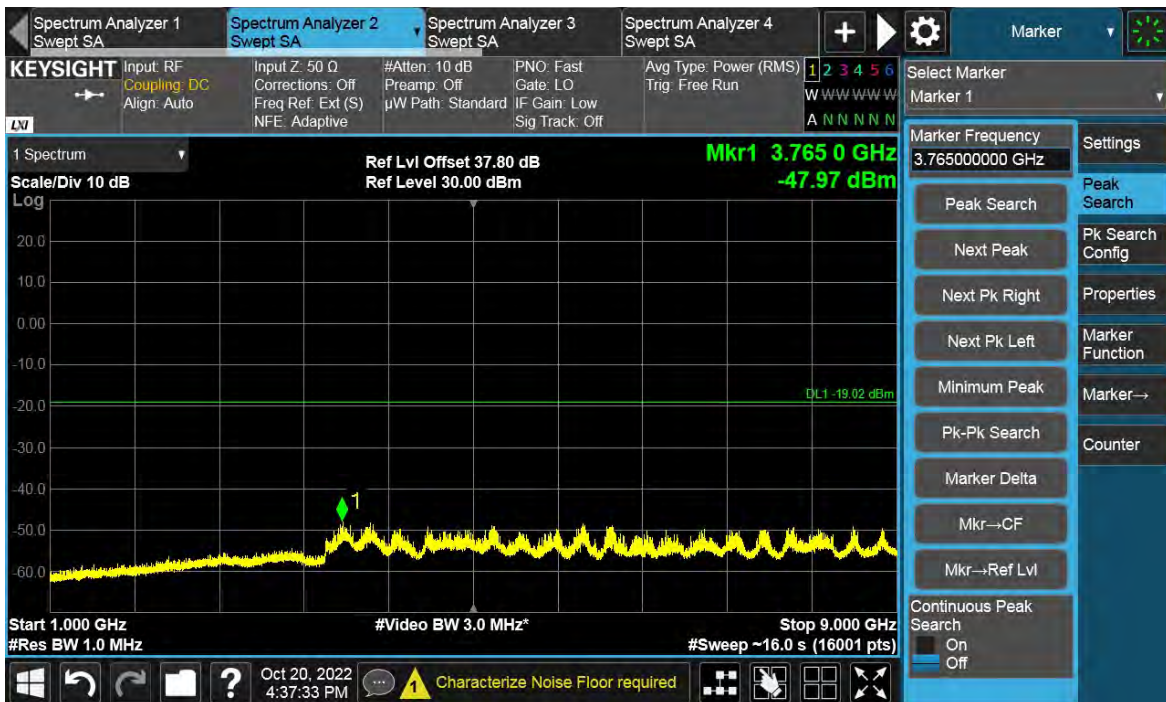 Spectrum Analyzer 1
Swept SA
Spectrum Analyzer 2
Swept SA
Spectrum Analyzer 3
Swept SA
Spectrum Analyzer 4
Swept SA
+
Marker
KEYSIGHT
LXI
Input: RF
Coupling: DC
Align: Auto
Input Z: 50 Ω
Corrections: Off
Freq Ref: Ext (S)
NFE: Adaptive
#Atten: 10 dB
Preamp: Off
µW Path: Standard
PNO: Fast
Gate: LO
IF Gain: Low
Sig Track: Off
Avg Type: Power (RMS)
Trig: Free Run
1 2 3 4 5 6
W W W W W W
A N N N N N
Select Marker
Marker 1
1 Spectrum
Scale/Div 10 dB
Log
Ref Lvl Offset 37.80 dB
Ref Level 30.00 dBm
Mkr1 3.765 0 GHz
-47.97 dBm
20.0
10.0
0.00
-10.0
-20.0
-30.0
-40.0
-50.0
-60.0
DL1 -19.02 dBm
1
Start 1.000 GHz
#Res BW 1.0 MHz
#Video BW 3.0 MHz*
Stop 9.000 GHz
#Sweep ~16.0 s (16001 pts)
Marker Frequency
3.765000000 GHz
Peak Search
Next Peak
Next Pk Right
Next Pk Left
Minimum Peak
Pk-Pk Search
Marker Delta
Mkr→CF
Mkr→Ref Lvl
Continuous Peak
Search
On
Off
Settings
Peak
Search
Pk Search
Config
Properties
Marker
Function
Marker→
Counter
?
Oct 20, 2022
4:37:33 PM
1
Characterize Noise Floor required